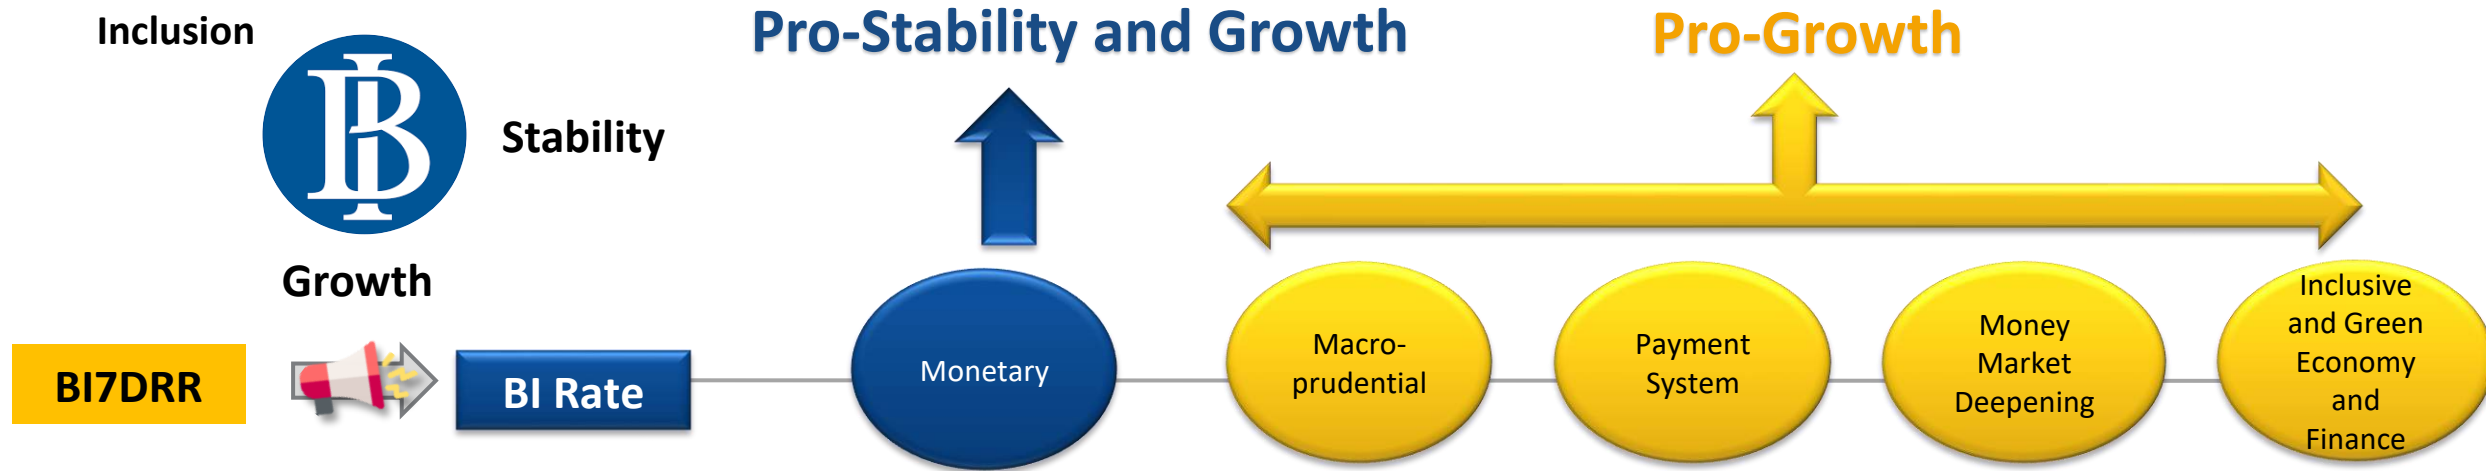 Inclusion
Stability
Growth
Pro-Stability and Growth
Pro-Growth
BI7DRR
BI Rate
Monetary
Macro-
prudential
Payment
System
Money
Market
Deepening
Inclusive
and Green
Economy
and
Finance